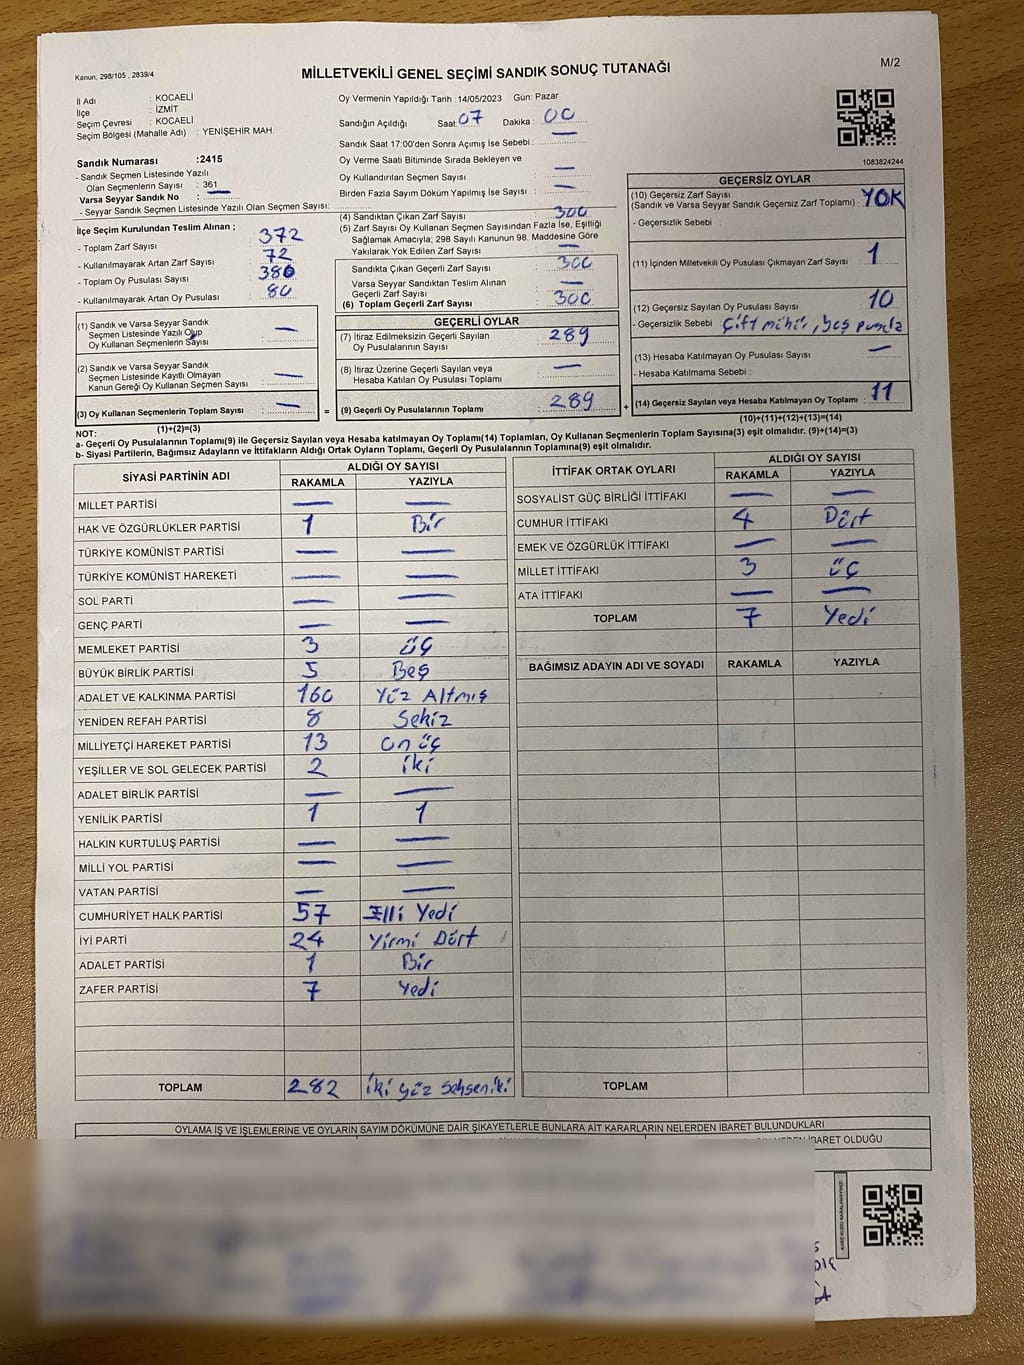 Kanun: 298/105 , 2839/4
M/2
MİLLETVEKİLİ GENEL SEÇİMİ SANDIK SONUÇ TUTANAĞI
İl Adı : KOCAELİ
İlçe : İZMİT
Seçim Çevresi : KOCAELİ
Seçim Bölgesi (Mahalle Adı) : YENİŞEHİR MAH.
Sandık Numarası :2415
- Sandık Seçmen Listesinde Yazılı
Olan Seçmenlerin Sayısı : 361
Varsa Seyyar Sandık No : —
- Seyyar Sandık Seçmen Listesinde Yazılı Olan Seçmen Sayısı:
Oy Vermenin Yapıldığı Tarih :14/05/2023 Gün: Pazar
Sandığın Açıldığı Saat: 07 Dakika : 00
Sandık Saat 17:00'den Sonra Açımış İse Sebebi : —
Oy Verme Saati Bitiminde Sırada Bekleyen ve
Oy Kullandırılan Seçmen Sayısı : —
Birden Fazla Sayım Döküm Yapılmış İse Sayısı : —
1083824244
İlçe Seçim Kurulundan Teslim Alınan ;
- Toplam Zarf Sayısı : 372
- Kullanılmayarak Artan Zarf Sayısı : 72
- Toplam Oy Pusulası Sayısı : 380
- Kullanılmayarak Artan Oy Pusulası : 80
(4) Sandıktan Çıkan Zarf Sayısı : 300
(5) Zarf Sayısı Oy Kullanan Seçmen Sayısından Fazla İse, Eşitliği
Sağlamak Amacıyla; 298 Sayılı Kanunun 98. Maddesine Göre
Yakılarak Yok Edilen Zarf Sayısı : —
Sandıkta Çıkan Geçerli Zarf Sayısı : 300
Varsa Seyyar Sandıktan Teslim Alınan
Geçerli Zarf Sayısı : —
(6) Toplam Geçerli Zarf Sayısı : 300
GEÇERSİZ OYLAR
(10) Geçersiz Zarf Sayısı
(Sandık ve Varsa Seyyar Sandık Geçersiz Zarf Toplamı) : YOK
- Geçersizlik Sebebi
(11) İçinden Milletvekili Oy Pusulası Çıkmayan Zarf Sayısı : 1
(12) Geçersiz Sayılan Oy Pusulası Sayısı : 10
- Geçersizlik Sebebi : Çift mühür, boş pusula
(13) Hesaba Katılmayan Oy Pusulası Sayısı : —
- Hesaba Katılmama Sebebi :
(14) Geçersiz Sayılan veya Hesaba Katılmayan Oy Toplamı : 11
(10)+(11)+(12)+(13)=(14)
(1) Sandık ve Varsa Seyyar Sandık
Seçmen Listesinde Yazılı Olup
Oy Kullanan Seçmenlerin Sayısı : —
(2) Sandık ve Varsa Seyyar Sandık
Seçmen Listesinde Kayıtlı Olmayan
Kanun Gereği Oy Kullanan Seçmen Sayısı : —
(3) Oy Kullanan Seçmenlerin Toplam Sayısı : — =
(1)+(2)=(3)
GEÇERLİ OYLAR
(7) İtiraz Edilmeksizin Geçerli Sayılan
Oy Pusulalarının Sayısı : 289
(8) İtiraz Üzerine Geçerli Sayılan veya
Hesaba Katılan Oy Pusulası Toplamı : —
(9) Geçerli Oy Pusulalarının Toplamı : 289 +
NOT:
a- Geçerli Oy Pusulalarının Toplamı(9) ile Geçersiz Sayılan veya Hesaba katılmayan Oy Toplamı(14) Toplamları, Oy Kullanan Seçmenlerin Toplam Sayısına(3) eşit olmalıdır. (9)+(14)=(3)
b- Siyasi Partilerin, Bağımsız Adayların ve İttifakların Aldığı Ortak Oyların Toplamı, Geçerli Oy Pusulalarının Toplamına(9) eşit olmalıdır.
SİYASİ PARTİNİN ADI ALDIĞI OY SAYISI
RAKAMLA YAZIYLA
MİLLET PARTİSİ — —
HAK VE ÖZGÜRLÜKLER PARTİSİ 1 Bir
TÜRKİYE KOMÜNİST PARTİSİ — —
TÜRKİYE KOMÜNİST HAREKETİ — —
SOL PARTİ — —
GENÇ PARTİ — —
MEMLEKET PARTİSİ 3 üç
BÜYÜK BİRLİK PARTİSİ 5 Beş
ADALET VE KALKINMA PARTİSİ 160 Yüz Altmış
YENİDEN REFAH PARTİSİ 8 Sekiz
MİLLİYETÇİ HAREKET PARTİSİ 13 on üç
YEŞİLLER VE SOL GELECEK PARTİSİ 2 iki
ADALET BİRLİK PARTİSİ — —
YENİLİK PARTİSİ 1 1
HALKIN KURTULUŞ PARTİSİ — —
MİLLİ YOL PARTİSİ — —
VATAN PARTİSİ — —
CUMHURİYET HALK PARTİSİ 57 Elli Yedi
İYİ PARTİ 24 Yirmi Dört
ADALET PARTİSİ 1 Bir
ZAFER PARTİSİ 7 Yedi
TOPLAM 282 iki yüz seksen iki
İTTİFAK ORTAK OYLARI ALDIĞI OY SAYISI
RAKAMLA YAZIYLA
SOSYALİST GÜÇ BİRLİĞİ İTTİFAKI — —
CUMHUR İTTİFAKI 4 Dört
EMEK VE ÖZGÜRLÜK İTTİFAKI — —
MİLLET İTTİFAKI 3 üç
ATA İTTİFAKI — —
TOPLAM 7 Yedi
BAĞIMSIZ ADAYIN ADI VE SOYADI RAKAMLA YAZIYLA
TOPLAM
OYLAMA İŞ VE İŞLEMLERİNE VE OYLARIN SAYIM DÖKÜMÜNE DAİR ŞİKAYETLERLE BUNLARA AİT KARARLARIN NELERDEN İBARET BULUNDUKLARI
İBARET OLDUĞU